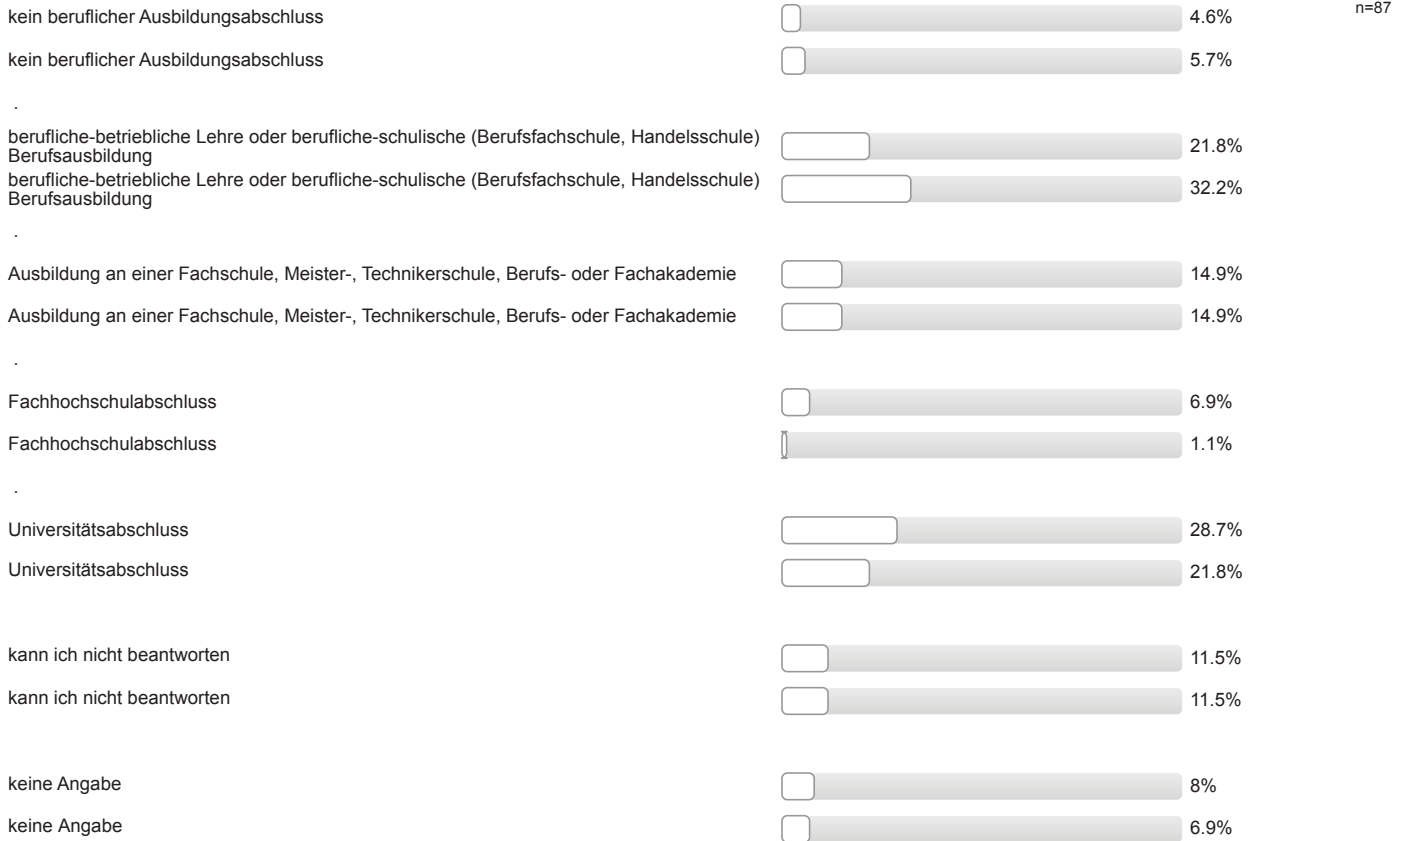 kein beruflicher Ausbildungsabschluss 4.6% n=87
kein beruflicher Ausbildungsabschluss 5.7%
.
berufliche-betriebliche Lehre oder berufliche-schulische (Berufsfachschule, Handelsschule)
Berufsausbildung 21.8%
berufliche-betriebliche Lehre oder berufliche-schulische (Berufsfachschule, Handelsschule)
Berufsausbildung 32.2%
.
Ausbildung an einer Fachschule, Meister-, Technikerschule, Berufs- oder Fachakademie 14.9%
Ausbildung an einer Fachschule, Meister-, Technikerschule, Berufs- oder Fachakademie 14.9%
.
Fachhochschulabschluss 6.9%
Fachhochschulabschluss 1.1%
.
Universitätsabschluss 28.7%
Universitätsabschluss 21.8%
kann ich nicht beantworten 11.5%
kann ich nicht beantworten 11.5%
keine Angabe 8%
keine Angabe 6.9%